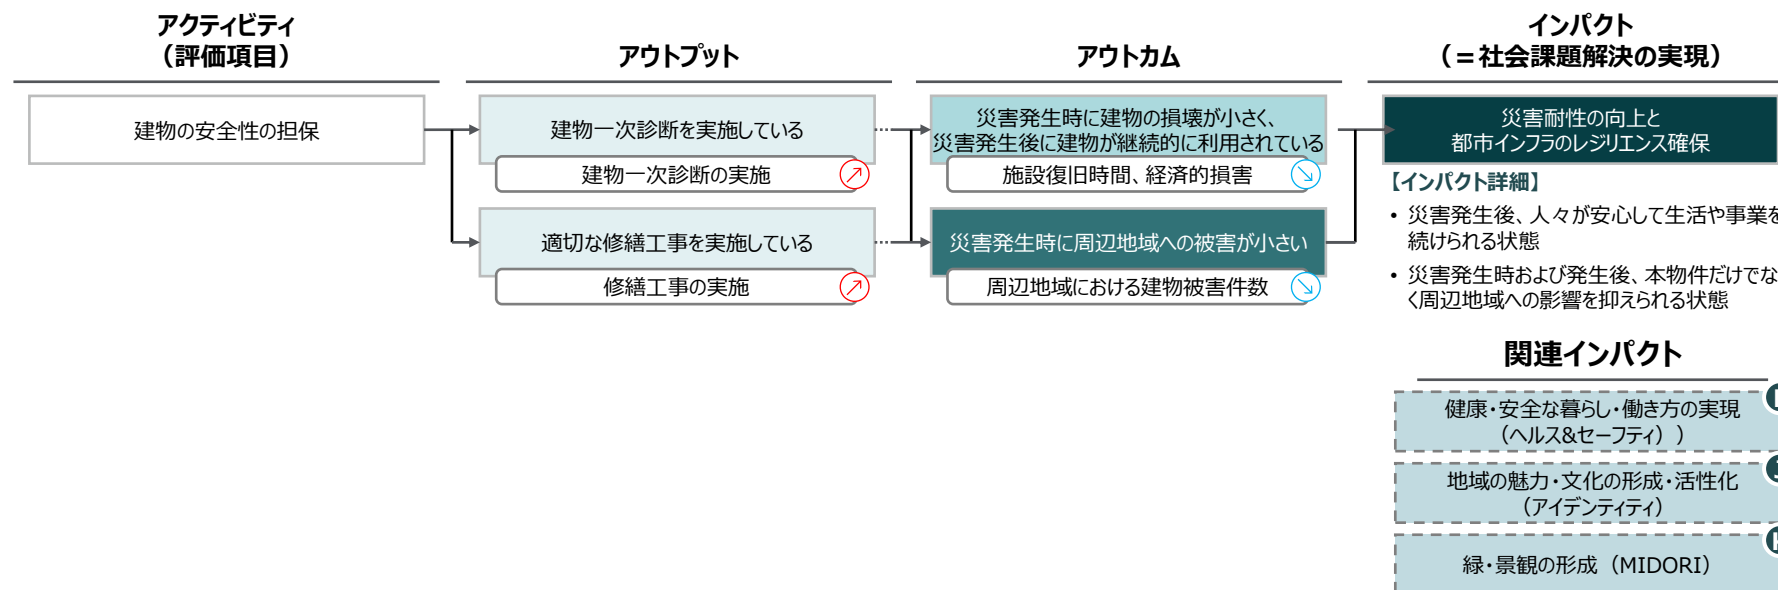 アクティビティ
（評価項目）
アウトプット
アウトカム
インパクト
（＝社会課題解決の実現）
建物の安全性の担保
建物一次診断を実施している
建物一次診断の実施
適切な修繕工事を実施している
修繕工事の実施
災害発生時に建物の損壊が小さく、
災害発生後に建物が継続的に利用されている
施設復旧時間、経済的損害
災害発生時に周辺地域への被害が小さい
周辺地域における建物被害件数
災害耐性の向上と
都市インフラのレジリエンス確保
【インパクト詳細】
• 災害発生後、人々が安心して生活や事業を
続けられる状態
• 災害発生時および発生後、本物件だけでな
く周辺地域への影響を抑えられる状態
関連インパクト
健康・安全な暮らし・働き方の実現
（ヘルス&セーフティ））
地域の魅力・文化の形成・活性化
（アイデンティティ）
緑・景観の形成（MIDORI）